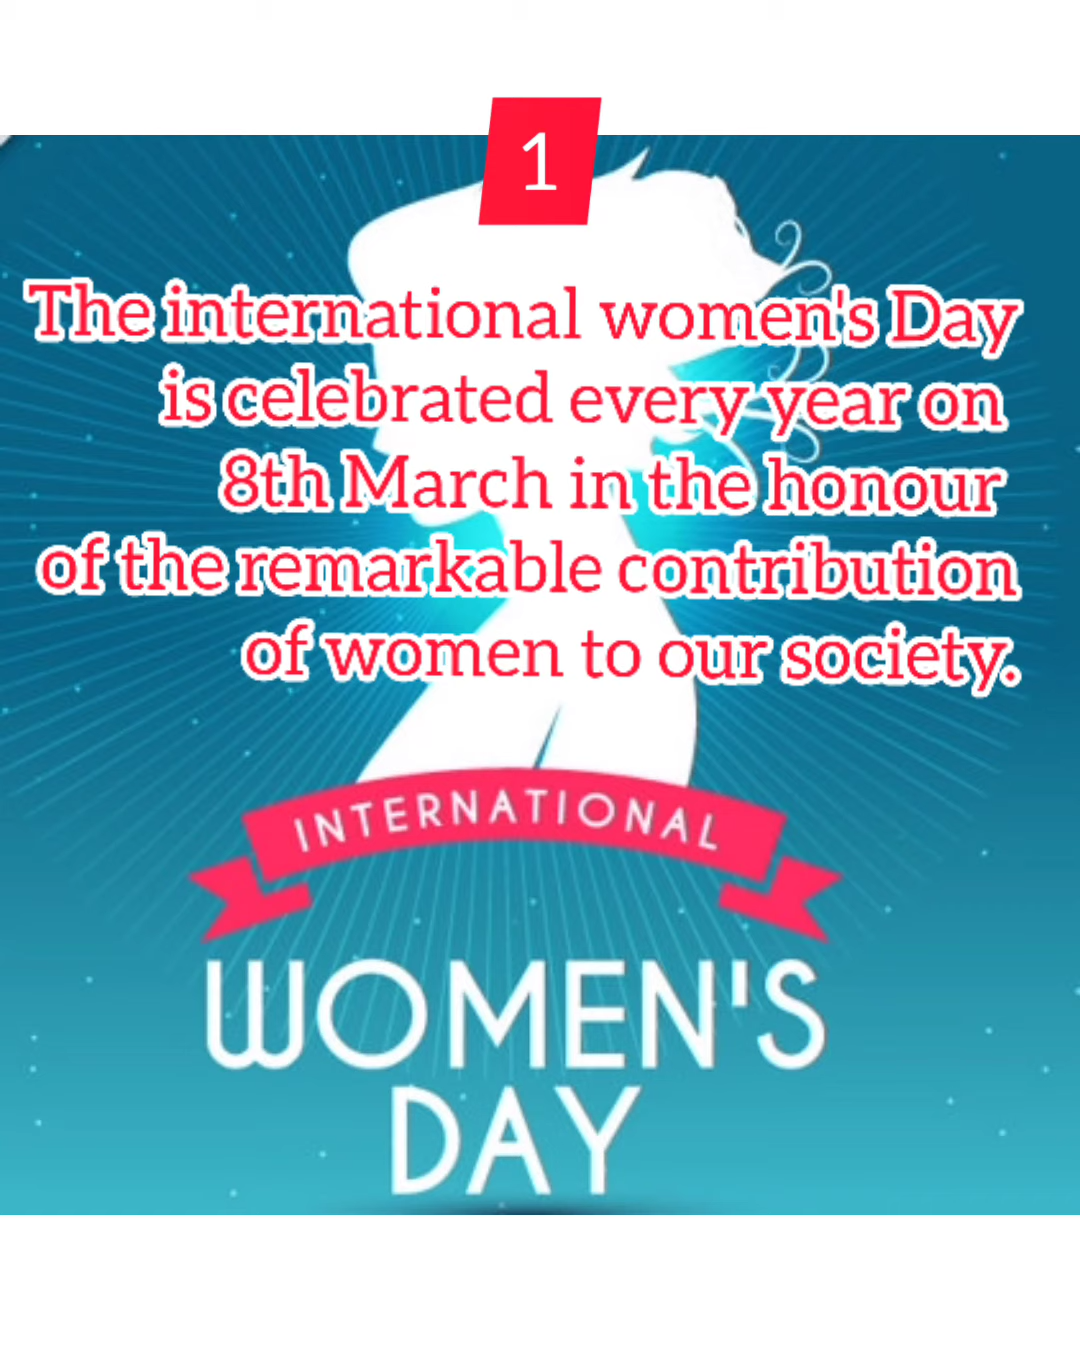 1
The international women's Day
is celebrated every year on
8th March in the honour
of the remarkable contribution
of women to our society.
INTERNATIONAL
WOMEN'S
DAY